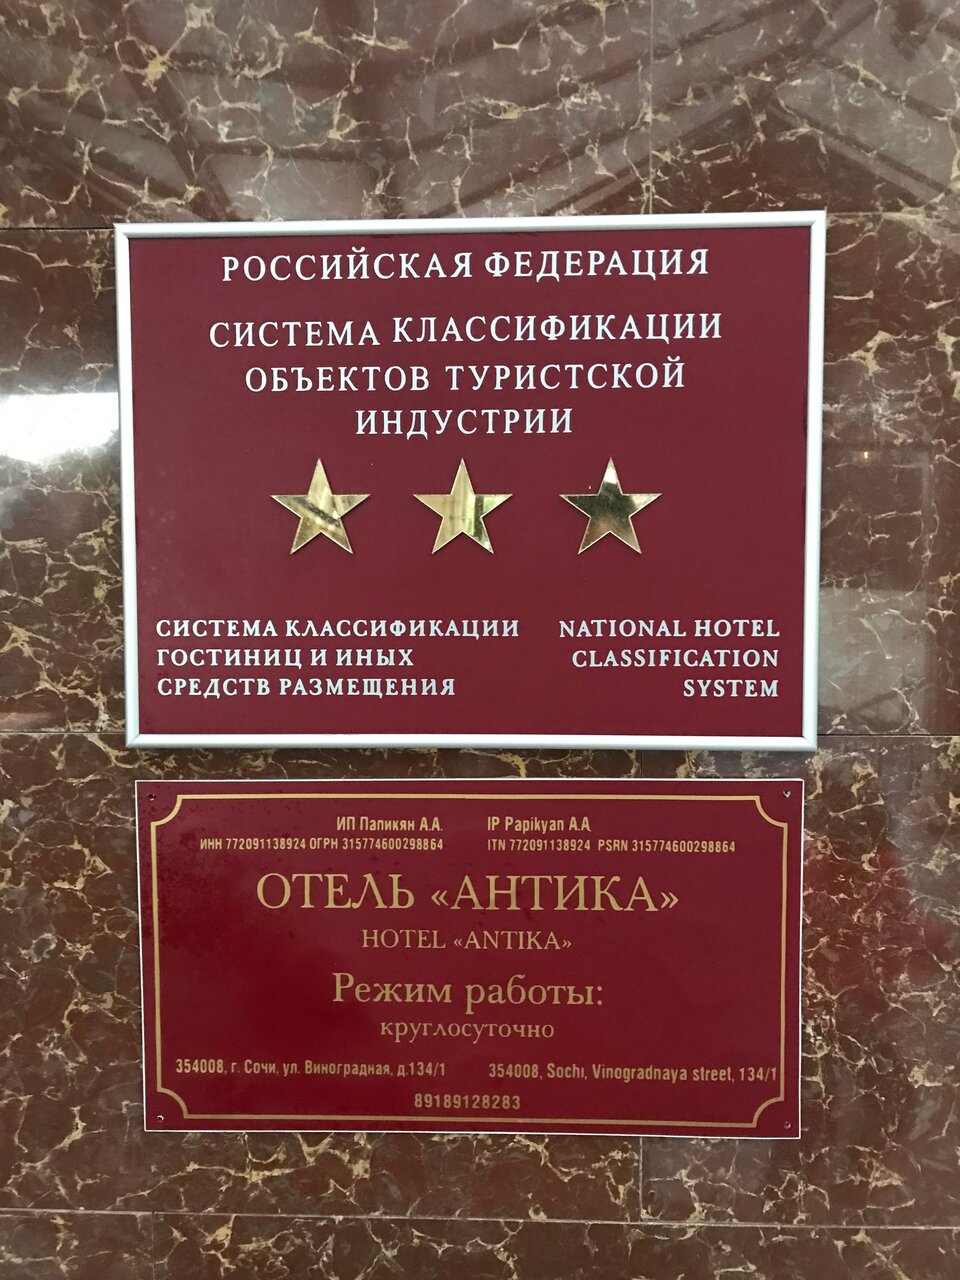 РОССИЙСКАЯ ФЕДЕРАЦИЯ
СИСТЕМА КЛАССИФИКАЦИИ
ОБЪЕКТОВ ТУРИСТСКОЙ
ИНДУСТРИИ
СИСТЕМА КЛАССИФИКАЦИИ
ГОСТИНИЦ И ИНЫХ
СРЕДСТВ РАЗМЕЩЕНИЯ
NATIONAL HOTEL
CLASSIFICATION
SYSTEM
ИП Папикян А.А.
ИНН 772091138924 ОГРН 315774600298864
IP Papikyan A.A.
ITN 772091138924 PSRN 315774600298864
ОТЕЛЬ «АНТИКА»
HOTEL «ANTIKA»
Режим работы:
круглосуточно
354008, г. Сочи, ул. Виноградная, д.134/1
354008, Sochi, Vinogradnaya street, 134/1
89189128283